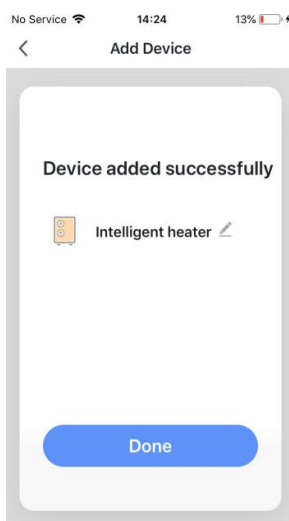 No Service 14:24 13%
Add Device
Device added successfully
Intelligent heater
Done